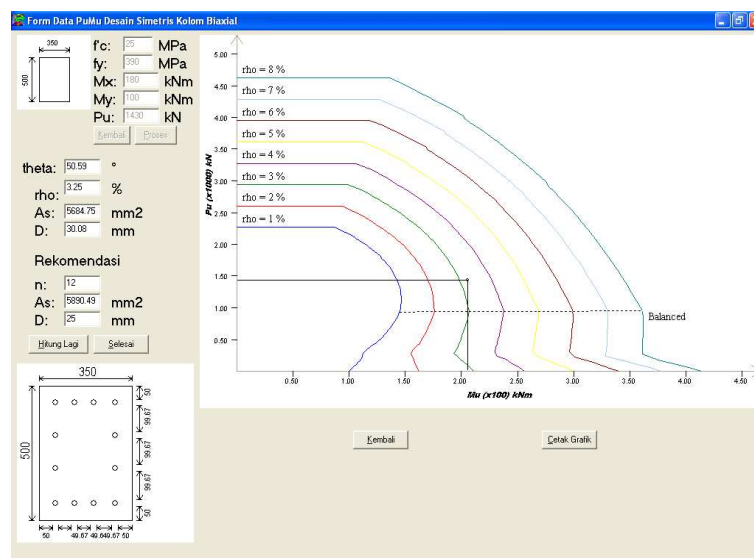 Form Data PuMu Desain Simetris Kolom Biaxial
350
500
f'c: 25 MPa
fy: 390 MPa
Mx: 180 kNm
My: 100 kNm
Pu: 1430 kN
Kembali Proses
theta: 50.59 °
rho: 3.25 %
As: 5684.75 mm2
D: 30.08 mm
Rekomendasi
n: 12
As: 5890.49 mm2
D: 25 mm
Hitung Lagi Selesai
350
500
50
99.67
99.67
99.67
50
50 49.67 49.6 49.67 50
Pu (x1000) kN
5.00
4.50
4.00
3.50
3.00
2.50
2.00
1.50
1.00
0.50
rho = 8 %
rho = 7 %
rho = 6 %
rho = 5 %
rho = 4 %
rho = 3 %
rho = 2 %
rho = 1 %
Balanced
0.50 1.00 1.50 2.00 2.50 3.00 3.50 4.00 4.50
Mu (x100) kNm
Kembali Cetak Grafik